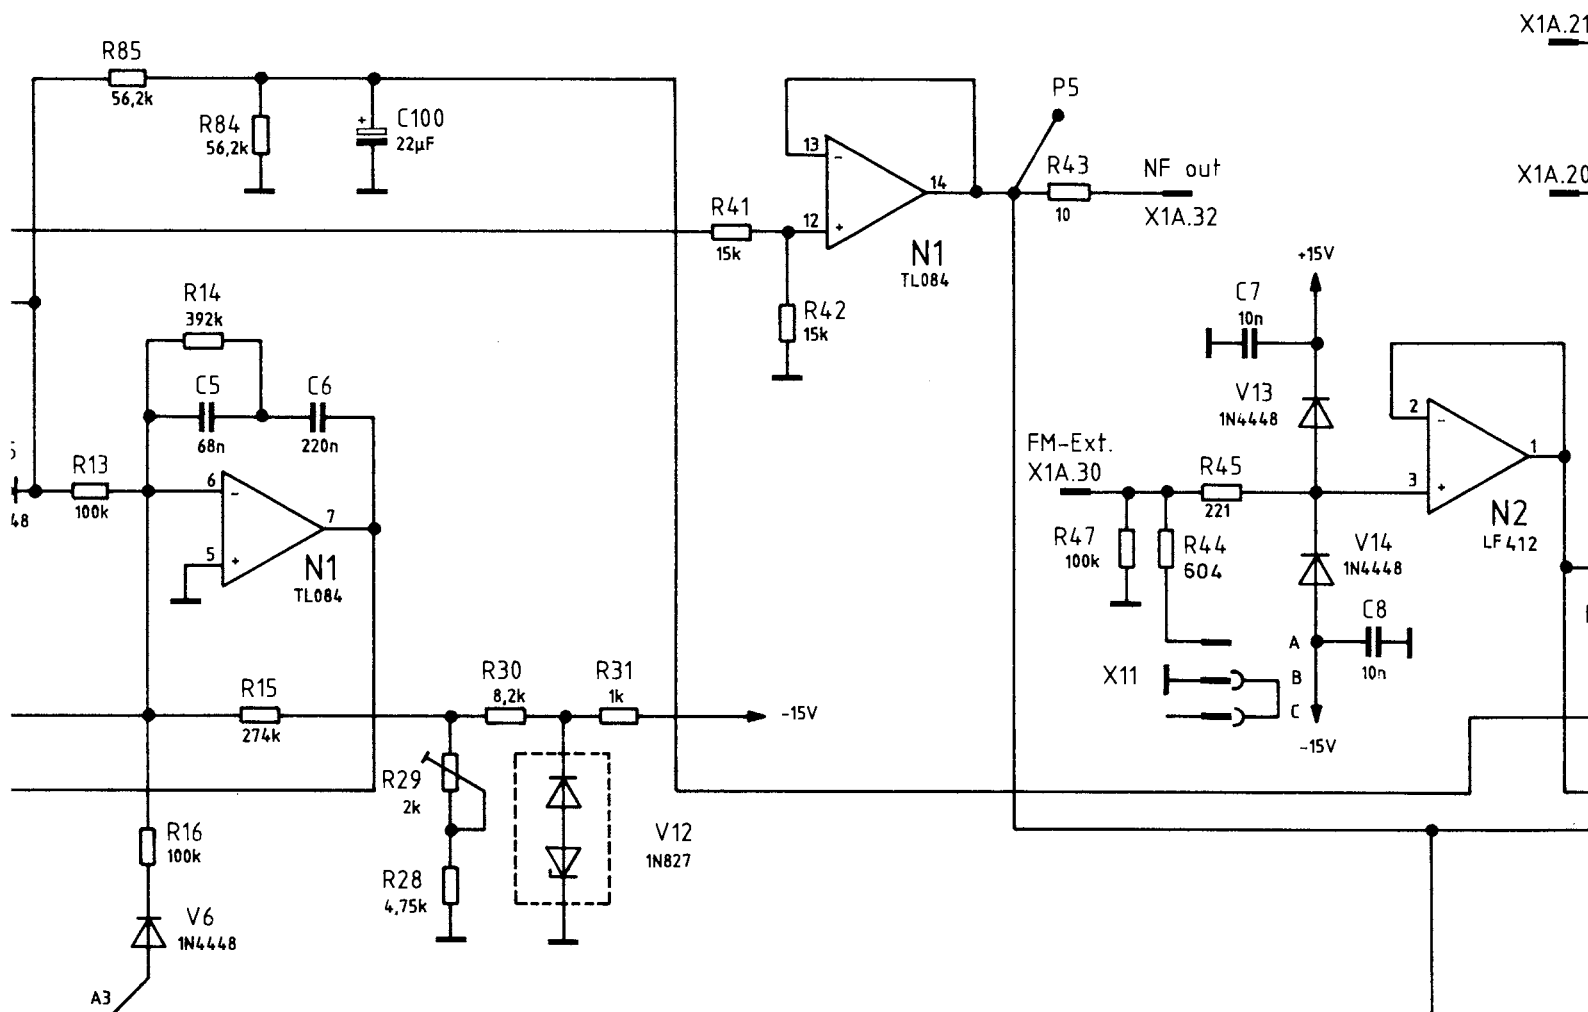 X1A.21
R85
56,2k
R84
56,2k
+
C100
22µF
P5
13
-
14
12
+
N1
TL084
R41
15k
R42
15k
R43
10
NF out
X1A.32
X1A.20
+15V
C7
10n
V13
1N4448
R14
392k
C5
68n
C6
220n
R13
100k
48
6
-
7
5
+
N1
TL084
FM-Ext.
X1A.30
R45
221
R47
100k
R44
604
2
-
1
3
+
N2
LF412
V14
1N4448
C8
10n
A
B
C
X11
-15V
R15
274k
R30
8,2k
R31
1k
-15V
R29
2k
V12
1N827
R28
4,75k
R16
100k
V6
1N4448
A3